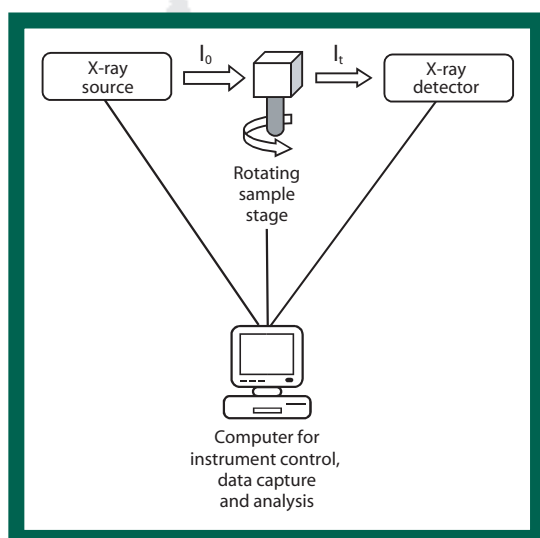 I₀
Iₜ
X-ray
source
X-ray
detector
Rotating
sample
stage
Computer for
instrument control,
data capture
and analysis